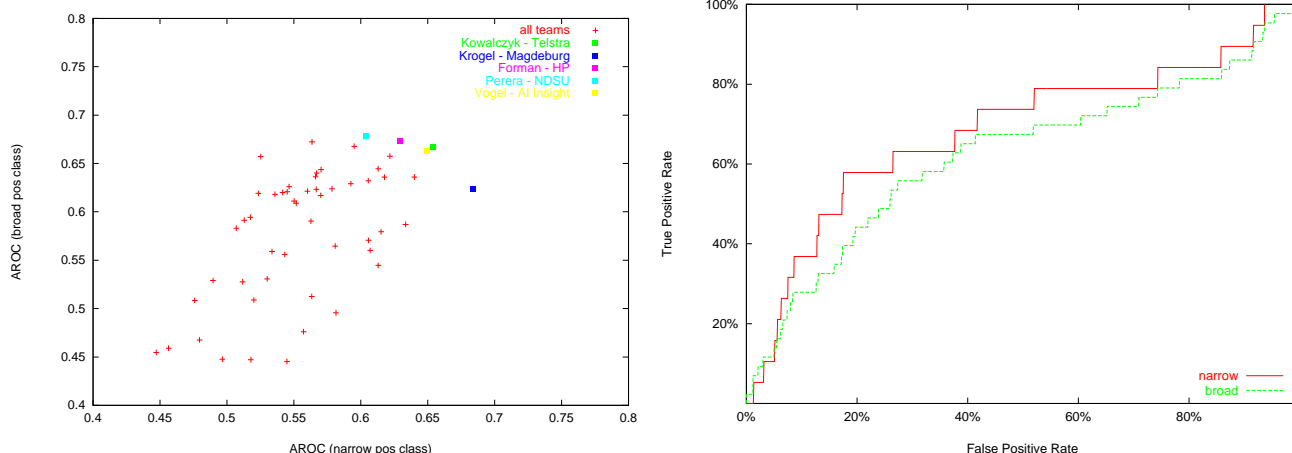 0.8
0.75
0.7
0.65
0.6
0.55
0.5
0.45
0.4
0.4
0.45
0.5
0.55
0.6
0.65
0.7
0.75
0.8
AROC (broad pos class)
AROC (narrow pos class)
all teams
Kowalczyk - Telstra
Krogel - Magdeburg
Forman - HP
Perera - NDSU
Vogel - AI Insight
100%
80%
60%
40%
20%
0%
20%
40%
60%
80%
True Positive Rate
False Positive Rate
narrow
broad